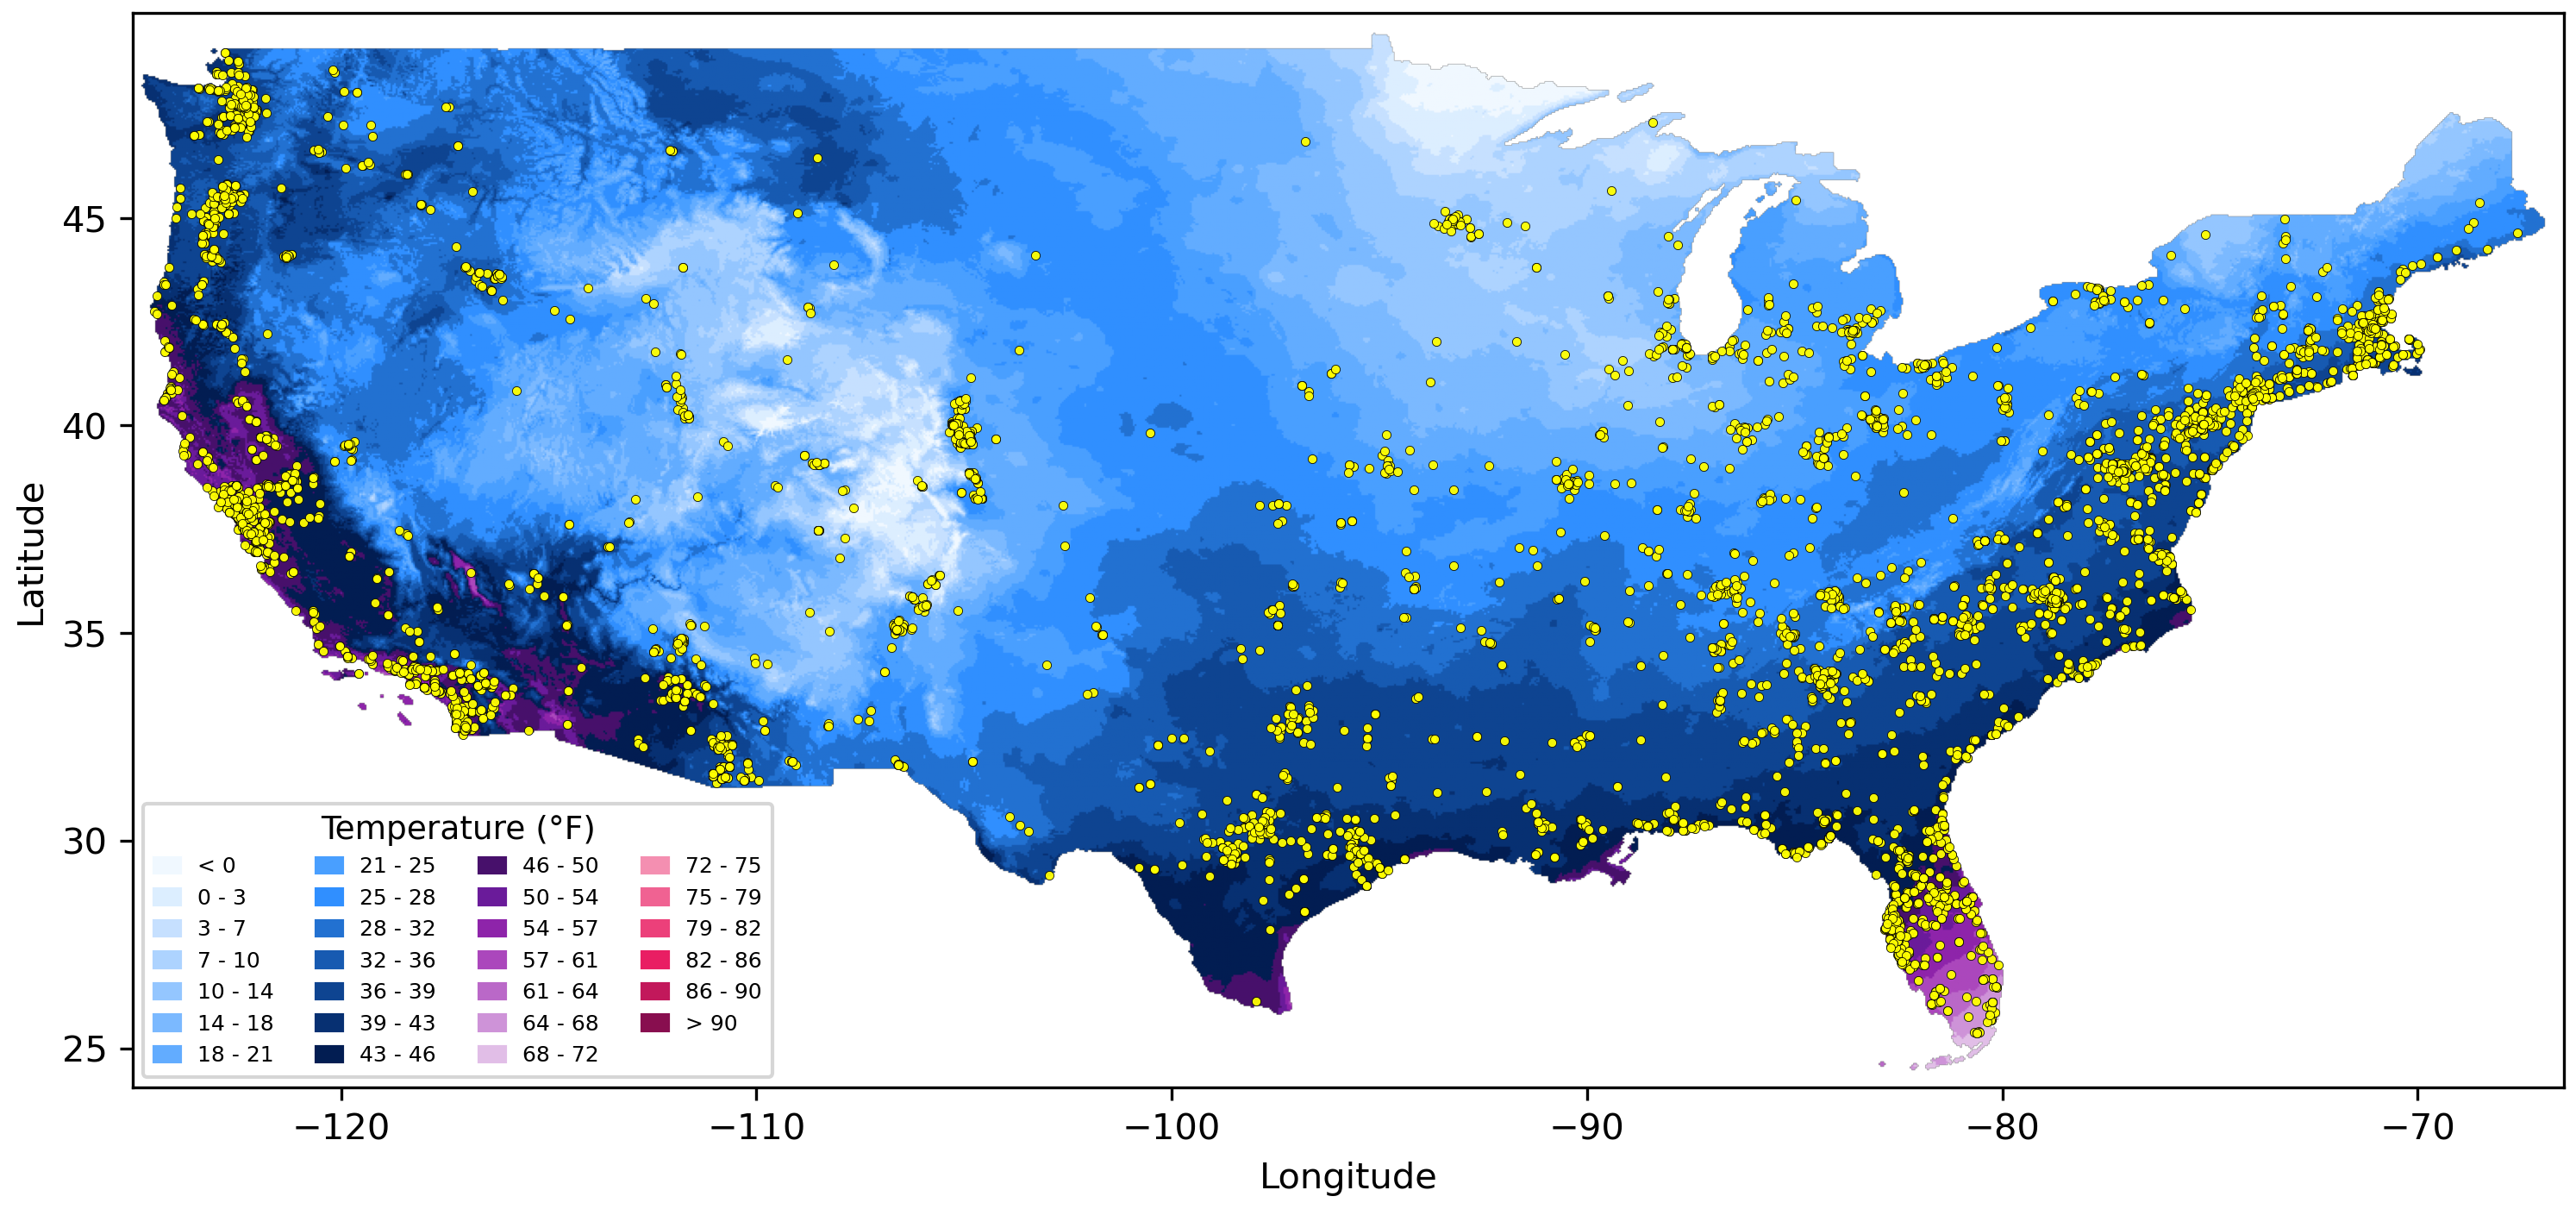 45
40
35
30
25
Latitude
Temperature (°F)
< 0 21 - 25 46 - 50 72 - 75
0 - 3 25 - 28 50 - 54 75 - 79
3 - 7 28 - 32 54 - 57 79 - 82
7 - 10 32 - 36 57 - 61 82 - 86
10 - 14 36 - 39 61 - 64 86 - 90
14 - 18 39 - 43 64 - 68 > 90
18 - 21 43 - 46 68 - 72
−120 −110 −100 −90 −80 −70
Longitude